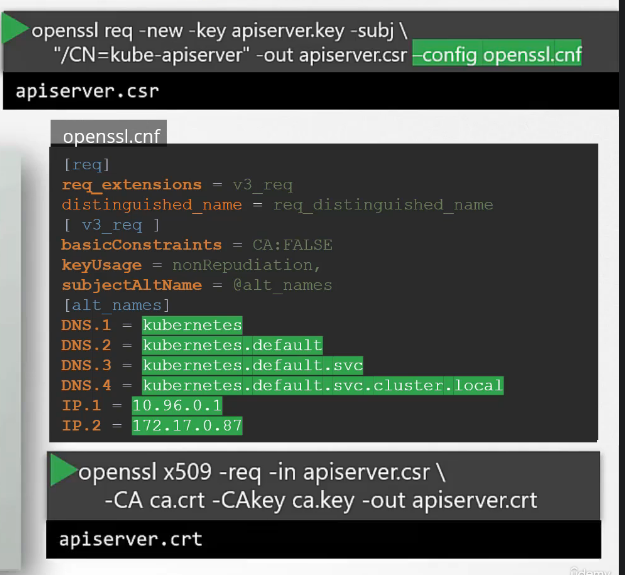 openssl req -new -key apiserver.key -subj \
"/CN=kube-apiserver" -out apiserver.csr –config openssl.cnf
apiserver.csr
openssl.cnf
[req]
req_extensions = v3_req
distinguished_name = req_distinguished_name
[ v3_req ]
basicConstraints = CA:FALSE
keyUsage = nonRepudiation,
subjectAltName = @alt_names
[alt_names]
DNS.1 = kubernetes
DNS.2 = kubernetes.default
DNS.3 = kubernetes.default.svc
DNS.4 = kubernetes.default.svc.cluster.local
IP.1 = 10.96.0.1
IP.2 = 172.17.0.87
openssl x509 -req -in apiserver.csr \
-CA ca.crt -CAkey ca.key -out apiserver.crt
apiserver.crt